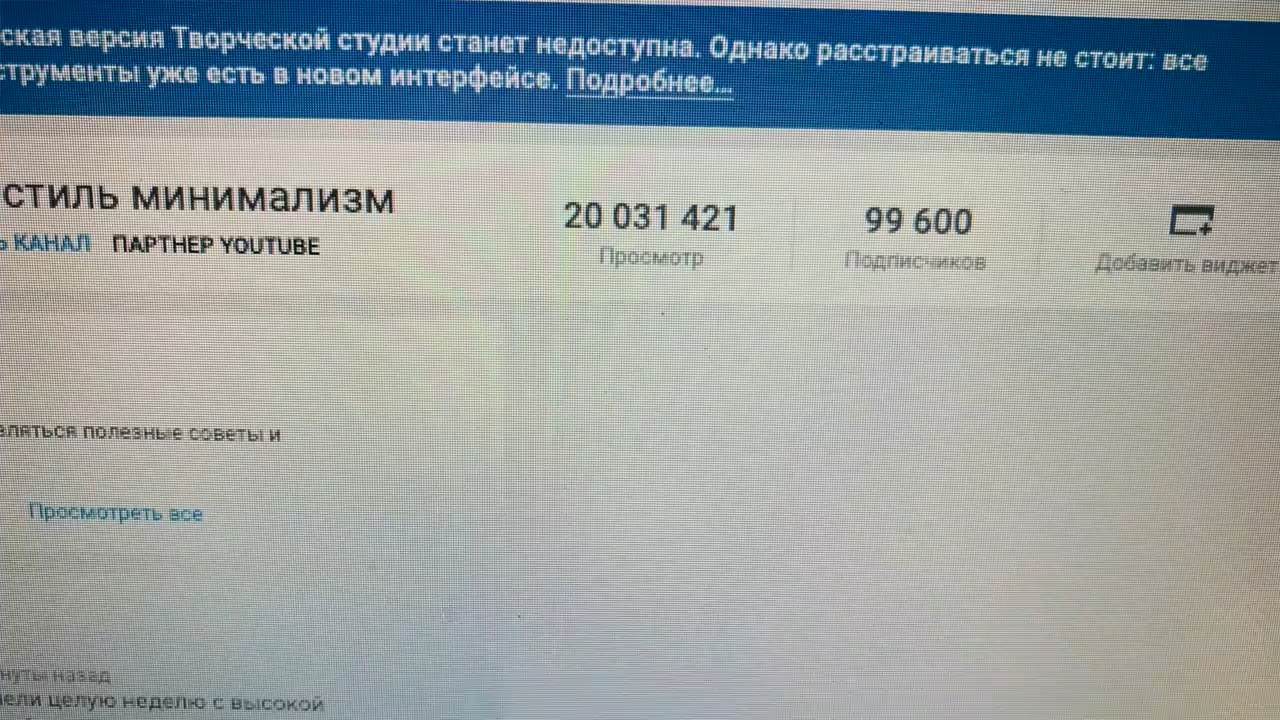 ская версия Творческой студии станет недоступна. Однако расстраиваться не стоит: все
струменты уже есть в новом интерфейсе. Подробнее...
СТИЛЬ МИНИМАЛИЗМ
Ь КАНАЛ ПАРТНЕР YOUTUBE
20 031 421
Просмотр
99 600
Подписчиков
Добавить виджет
еляться полезные советы и
Просмотреть все
нуты назад
ели целую неделю с высокой